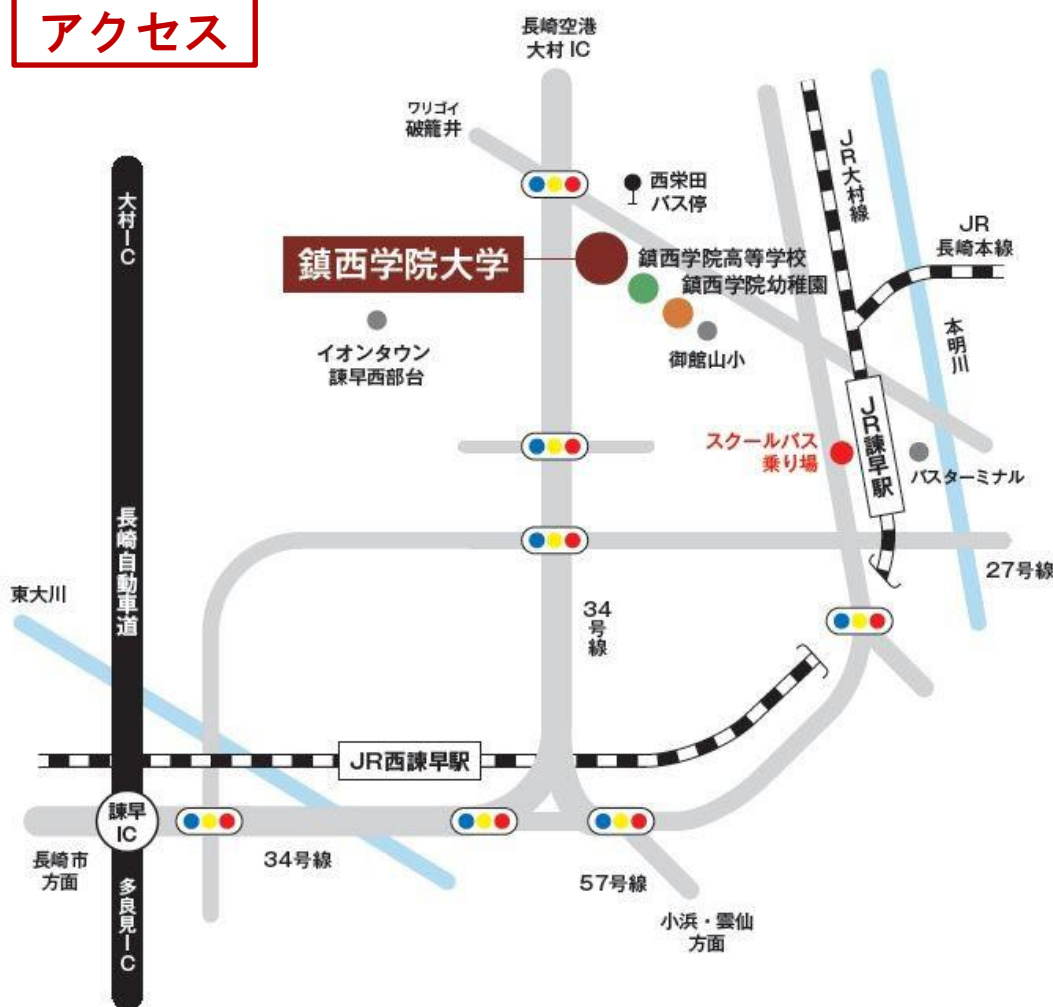 アクセス
長崎空港
大村 IC
ワリゴイ
破籠井
西栄田
バス停
JR大村線
JR
長崎本線
大村IC
鎮西学院大学
鎮西学院高等学校
鎮西学院幼稚園
イオンタウン
諫早西部台
御館山小
本明川
スクールバス
乗り場
JR諫早駅
バスターミナル
長崎自動車道
27号線
東大川
34号線
JR西諫早駅
諫早
IC
長崎市
方面
34号線
57号線
多良見IC
小浜・雲仙
方面